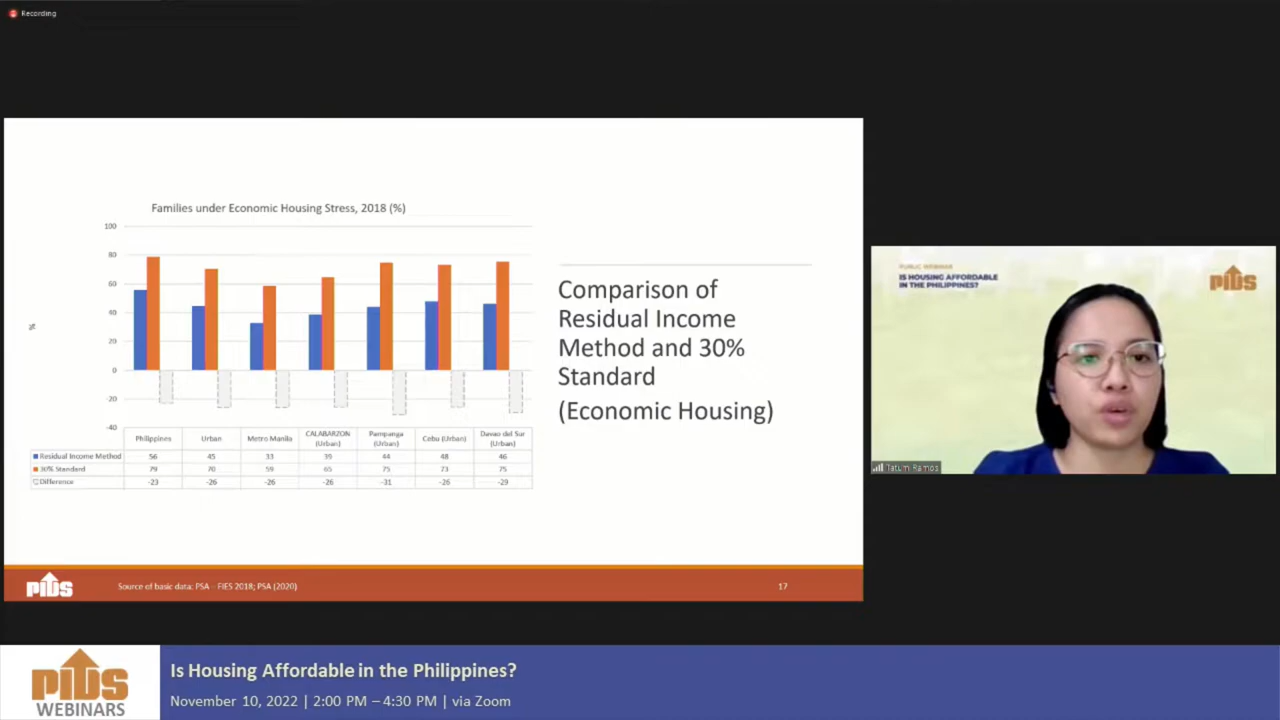 Recording
Families under Economic Housing Stress, 2018 (%)
100
80
60
40
20
0
-20
-40
%
Philippines Urban Metro Manila CALABARZON (Urban) Pampanga (Urban) Cebu (Urban) Davao del Sur (Urban)
Residual Income Method 56 45 33 39 44 48 46
30% Standard 79 70 59 65 75 73 75
Difference -23 -26 -26 -26 -31 -26 -29
Comparison of
Residual Income
Method and 30%
Standard
(Economic Housing)
PIDS
Source of basic data: PSA – FIES 2018; PSA (2020)
17
PUBLIC WEBINAR
IS HOUSING AFFORDABLE
IN THE PHILIPPINES?
PIDS
Tatum Ramos
PIDS
WEBINARS
Is Housing Affordable in the Philippines?
November 10, 2022 | 2:00 PM – 4:30 PM | via Zoom